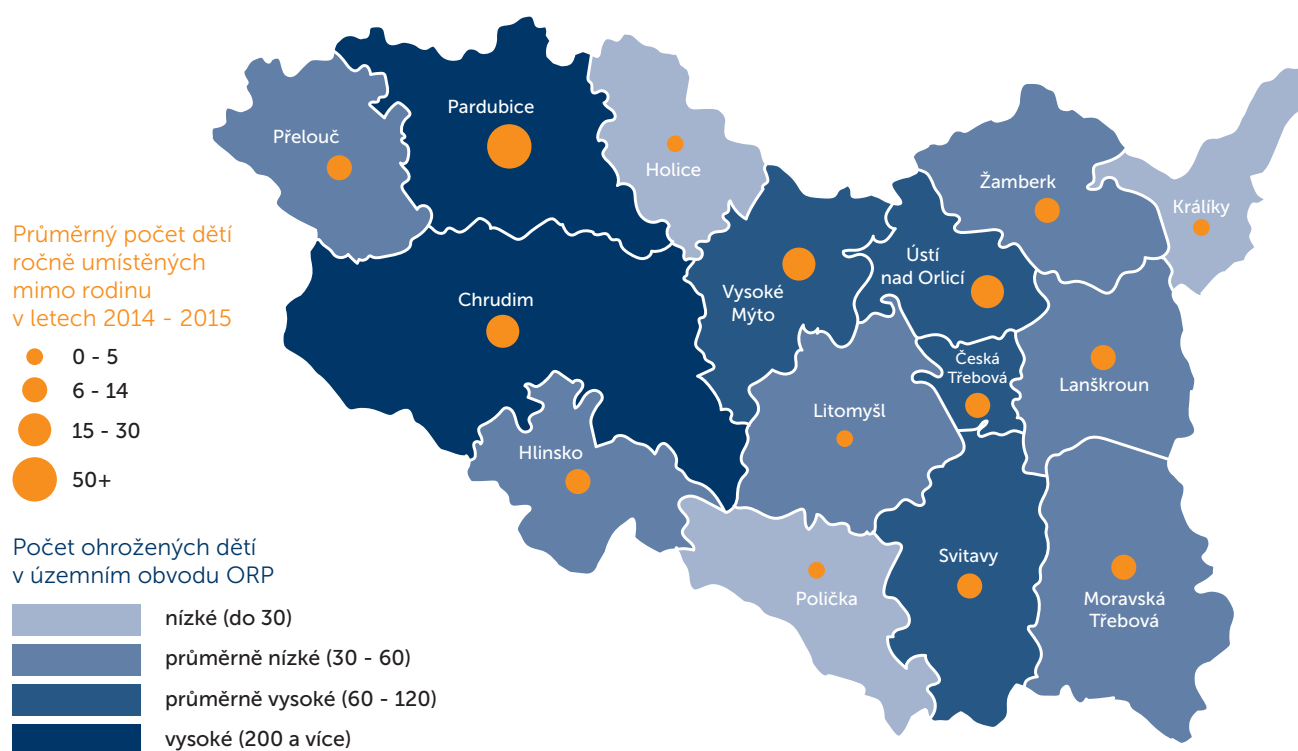 Pardubice
Přelouč
Holice
Žamberk
Králíky
Ústí
nad Orlicí
Vysoké
Mýto
Chrudim
Česká
Třebová
Lanškroun
Litomyšl
Hlinsko
Svitavy
Polička
Moravská
Třebová
Průměrný počet dětí
ročně umístěných
mimo rodinu
v letech 2014 - 2015
0 - 5
6 - 14
15 - 30
50+
Počet ohrožených dětí
v územním obvodu ORP
nízké (do 30)
průměrně nízké (30 - 60)
průměrně vysoké (60 - 120)
vysoké (200 a více)